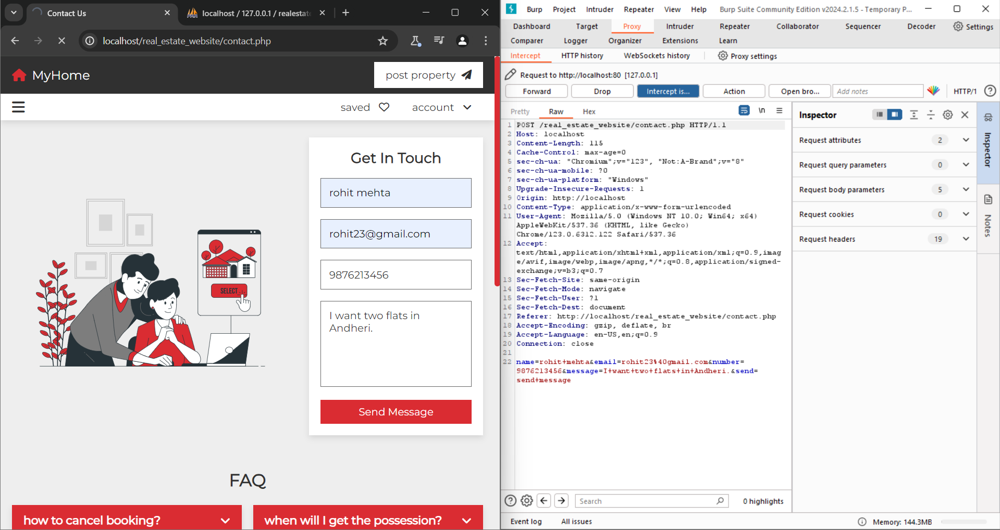 Contact Us
localhost / 127.0.0.1 / realestate
localhost/real_estate_website/contact.php
MyHome
post property
saved
account
Get In Touch
rohit mehta
rohit23@gmail.com
9876213456
I want two flats in
Andheri.
Send Message
SELECT
FAQ
how to cancel booking?
when will I get the possession?
Burp Project Intruder Repeater View Help Burp Suite Community Edition v2024.2.1.5 - Temporary P...
Dashboard Target Proxy Intruder Repeater Collaborator Sequencer Decoder Settings
Comparer Logger Organizer Extensions Learn
Intercept HTTP history WebSockets history Proxy settings
Request to http://localhost:80 [127.0.0.1]
Forward Drop Intercept is... Action Open bro... Add notes HTTP/1 ?
Pretty Raw Hex \n
1 POST /real_estate_website/contact.php HTTP/1.1
2 Host: localhost
3 Content-Length: 115
4 Cache-Control: max-age=0
5 sec-ch-ua: "Chromium";v="123", "Not:A-Brand";v="8"
6 sec-ch-ua-mobile: ?0
7 sec-ch-ua-platform: "Windows"
8 Upgrade-Insecure-Requests: 1
9 Origin: http://localhost
10 Content-Type: application/x-www-form-urlencoded
11 User-Agent: Mozilla/5.0 (Windows NT 10.0; Win64; x64)
AppleWebKit/537.36 (KHTML, like Gecko)
Chrome/123.0.6312.122 Safari/537.36
12 Accept:
text/html,application/xhtml+xml,application/xml;q=0.9,imag
e/avif,image/webp,image/apng,*/*;q=0.8,application/signed-
exchange;v=b3;q=0.7
13 Sec-Fetch-Site: same-origin
14 Sec-Fetch-Mode: navigate
15 Sec-Fetch-User: ?1
16 Sec-Fetch-Dest: document
17 Referer: http://localhost/real_estate_website/contact.php
18 Accept-Encoding: gzip, deflate, br
19 Accept-Language: en-US,en;q=0.9
20 Connection: close
21
22 name=rohit+mehta&email=rohit23%40gmail.com&number=
9876213456&message=I+want+two+flats+in+Andheri.&send=
send+message
Inspector
Request attributes 2
Request query parameters 0
Request body parameters 5
Request cookies 0
Request headers 19
Inspector
Notes
? Search 0 highlights
Event log All issues Memory: 144.3MB